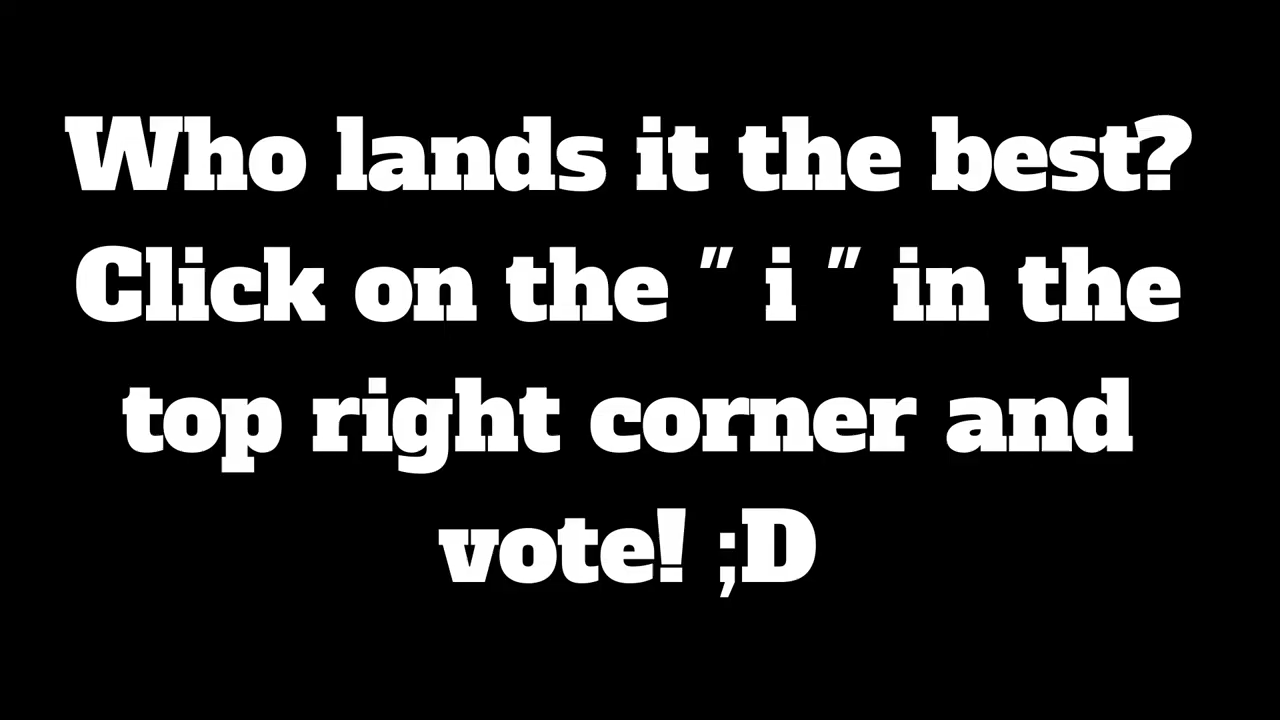 Who lands it the best?
Click on the " i " in the
top right corner and
vote! ;D